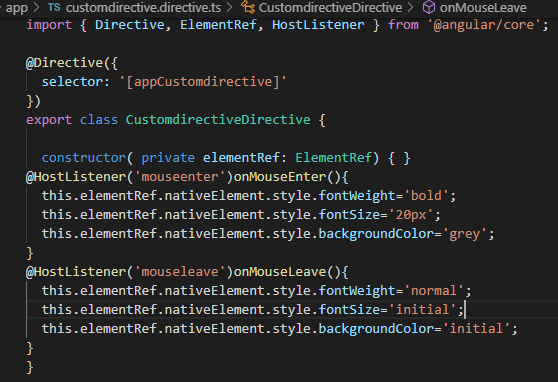 app > TS customdirective.directive.ts > CustomdirectiveDirective > onMouseLeave
import { Directive, ElementRef, HostListener } from '@angular/core';
@Directive({
selector: '[appCustomdirective]'
})
export class CustomdirectiveDirective {
constructor( private elementRef: ElementRef) { }
@HostListener('mouseenter')onMouseEnter(){
this.elementRef.nativeElement.style.fontWeight='bold';
this.elementRef.nativeElement.style.fontSize='20px';
this.elementRef.nativeElement.style.backgroundColor='grey';
}
@HostListener('mouseleave')onMouseLeave(){
this.elementRef.nativeElement.style.fontWeight='normal';
this.elementRef.nativeElement.style.fontSize='initial';
this.elementRef.nativeElement.style.backgroundColor='initial';
}
}